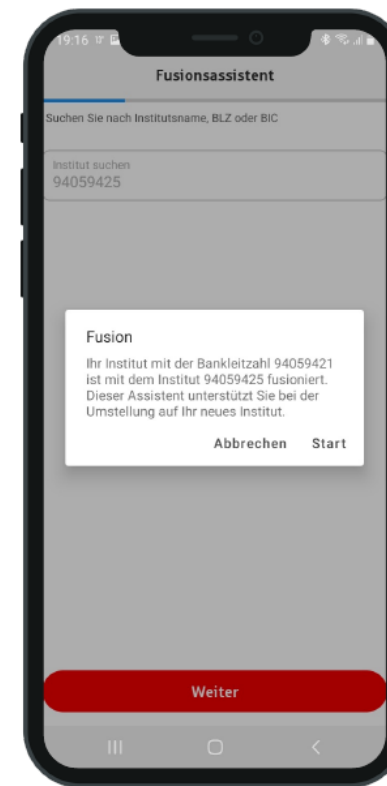 19:16
Fusionsassistent
Suchen Sie nach Institutsname, BLZ oder BIC
Institut suchen
94059425
Fusion
Ihr Institut mit der Bankleitzahl 94059421
ist mit dem Institut 94059425 fusioniert.
Dieser Assistent unterstützt Sie bei der
Umstellung auf Ihr neues Institut.
Abbrechen Start
Weiter